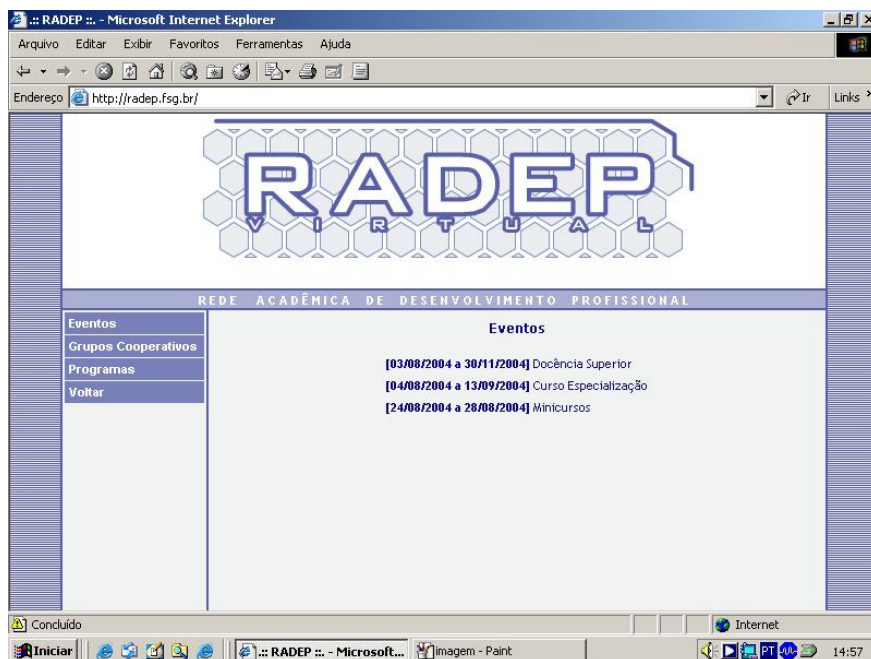 .:: RADEP ::. - Microsoft Internet Explorer
Arquivo Editar Exibir Favoritos Ferramentas Ajuda
Endereço http://radep.fsg.br/ Ir Links »
RADEP
VIRTUAL
REDE ACADÊMICA DE DESENVOLVIMENTO PROFISSIONAL
Eventos
Grupos Cooperativos
Programas
Voltar
Eventos
[03/08/2004 a 30/11/2004] Docência Superior
[04/08/2004 a 13/09/2004] Curso Especialização
[24/08/2004 a 28/08/2004] Minicursos
Concluído Internet
Iniciar .:: RADEP ::. - Microsoft... imagem - Paint PT 14:57